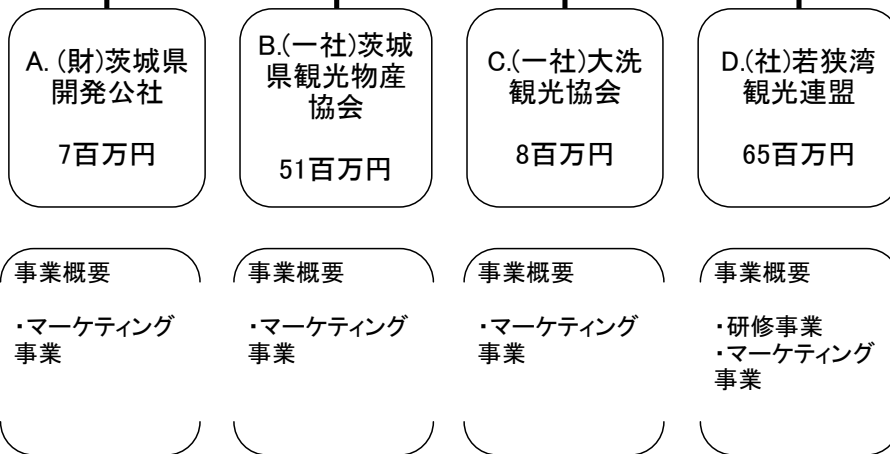 A. (財)茨城県
開発公社
7百万円
B.(一社)茨城
県観光物産
協会
51百万円
C.(一社)大洗
観光協会
8百万円
D.(社)若狭湾
観光連盟
65百万円
事業概要
・マーケティング
事業
事業概要
・マーケティング
事業
事業概要
・マーケティング
事業
事業概要
・研修事業
・マーケティング
事業